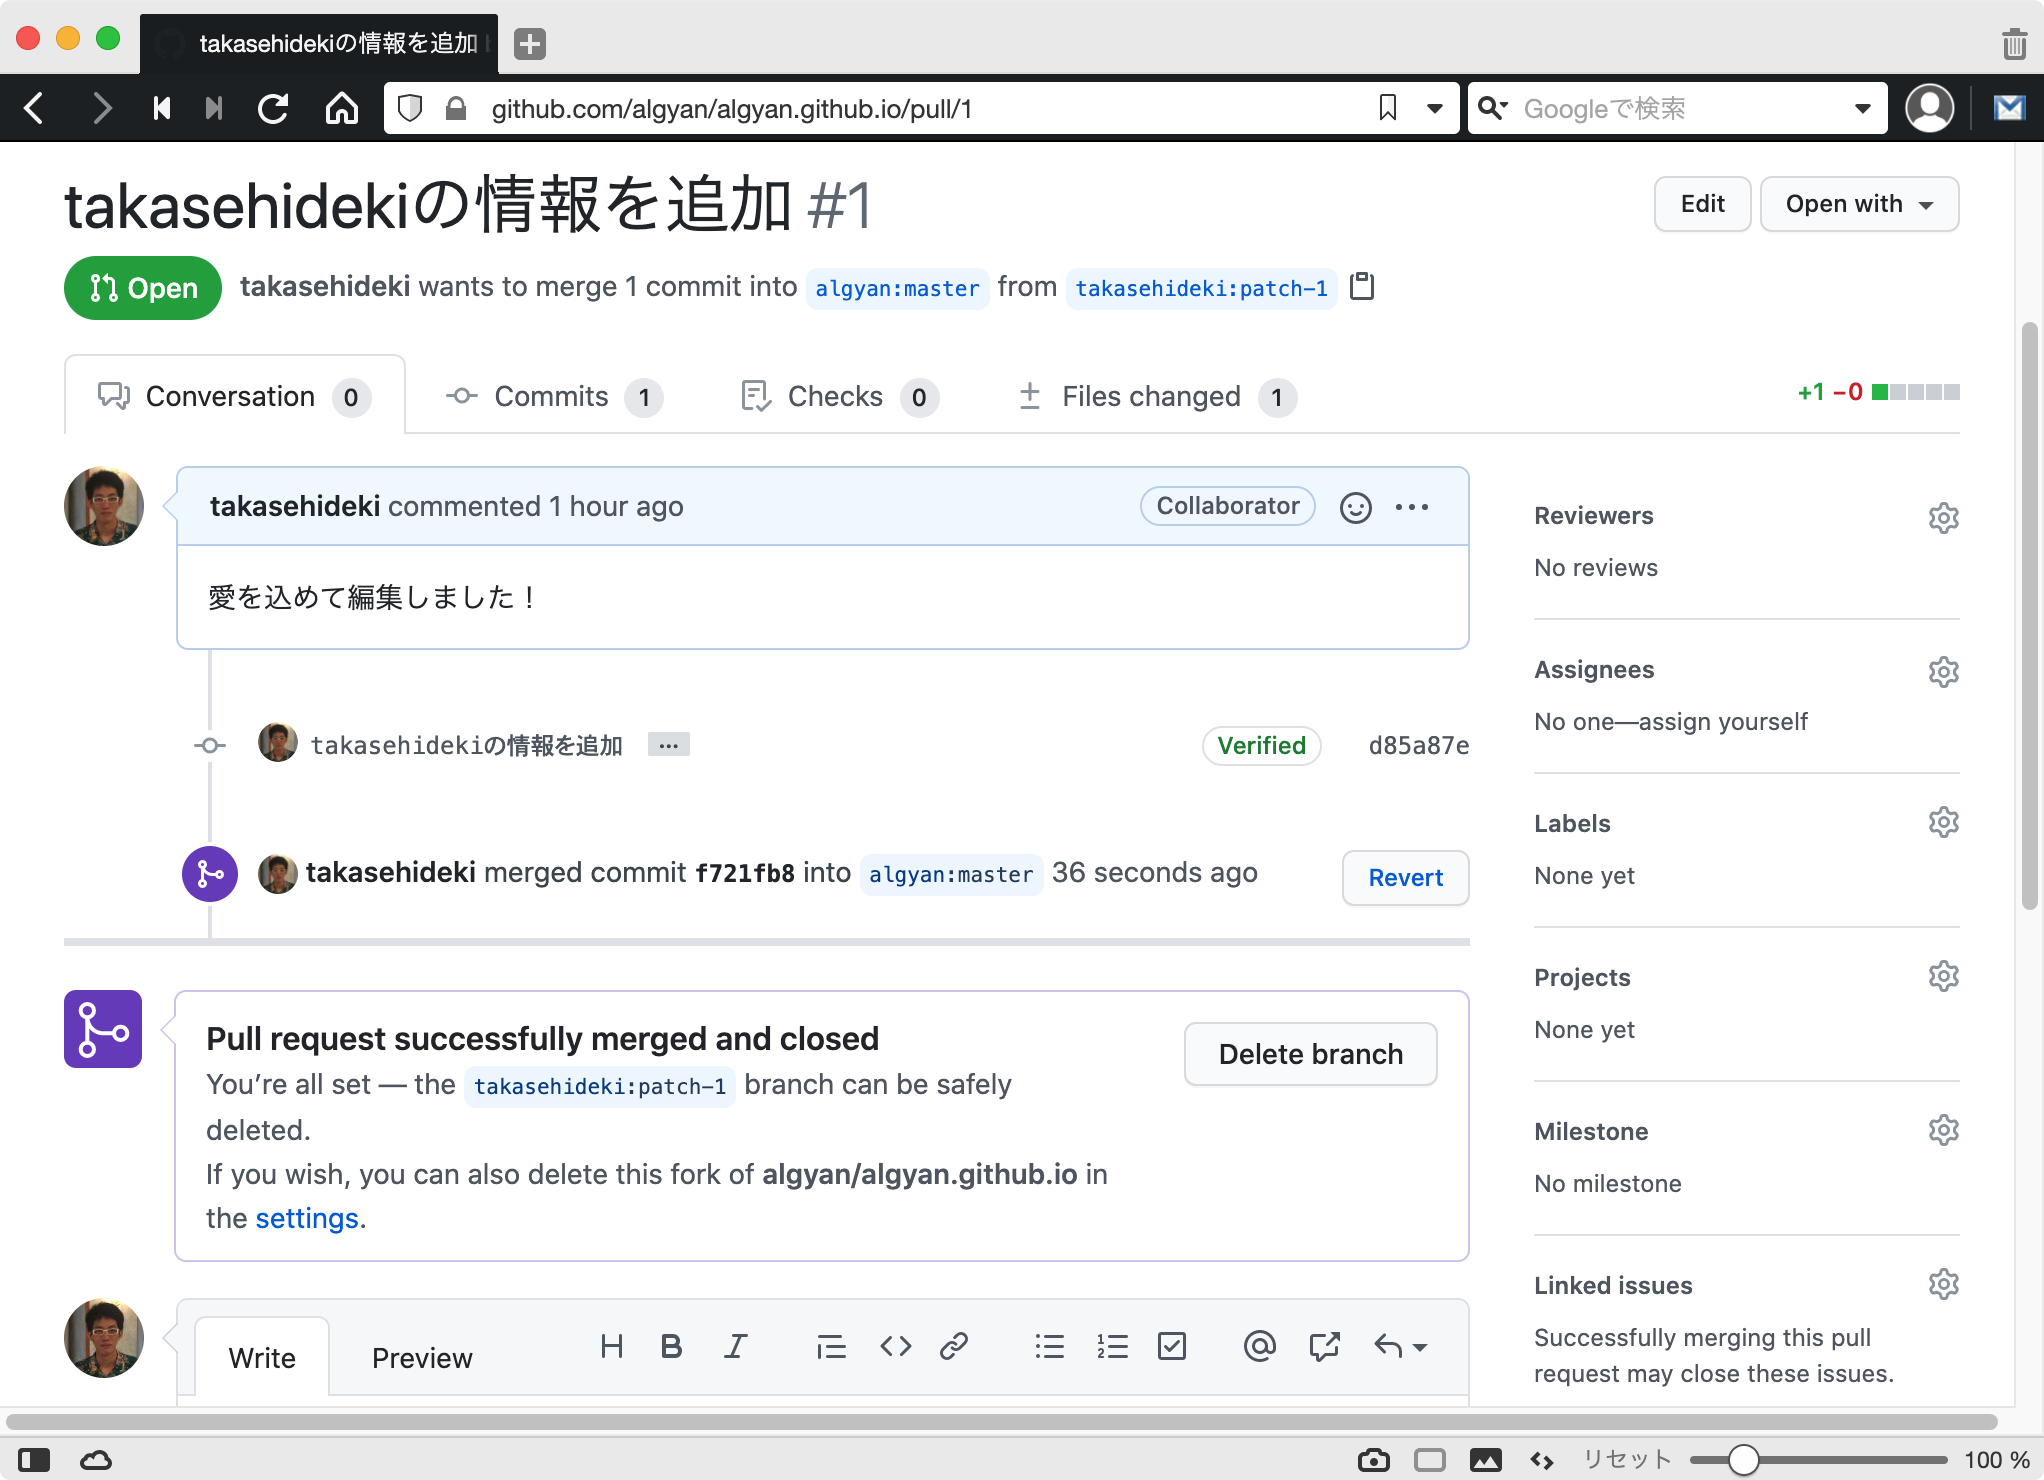 takasehidekiの情報を追加
github.com/algyan/algyan.github.io/pull/1
Googleで検索
takasehidekiの情報を追加 #1
Edit
Open with
Open
takasehideki wants to merge 1 commit into algyan:master from takasehideki:patch-1
Conversation 0
Commits 1
Checks 0
Files changed 1
+1 −0
takasehideki commented 1 hour ago
Collaborator
愛を込めて編集しました！
takasehidekiの情報を追加 …
Verified
d85a87e
takasehideki merged commit f721fb8 into algyan:master 36 seconds ago
Revert
Pull request successfully merged and closed
You’re all set — the takasehideki:patch-1 branch can be safely
deleted.
If you wish, you can also delete this fork of algyan/algyan.github.io in
the settings.
Delete branch
Write
Preview
Reviewers
No reviews
Assignees
No one—assign yourself
Labels
None yet
Projects
None yet
Milestone
No milestone
Linked issues
Successfully merging this pull
request may close these issues.
リセット
100 %